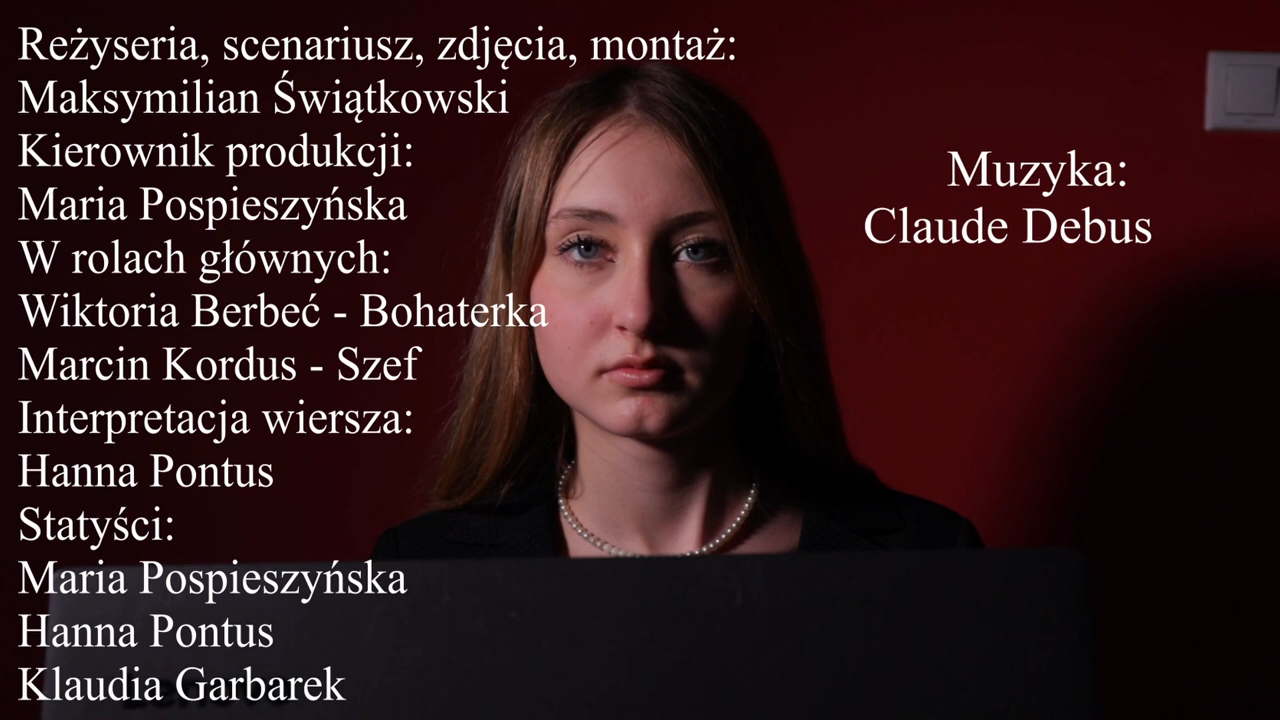 Reżyseria, scenariusz, zdjęcia, montaż:
Maksymilian Świątkowski
Kierownik produkcji:
Maria Pospieszyńska
W rolach głównych:
Wiktoria Berbeć - Bohaterka
Marcin Kordus - Szef
Interpretacja wiersza:
Hanna Pontus
Statyści:
Maria Pospieszyńska
Hanna Pontus
Klaudia Garbarek
Muzyka:
Claude Debus